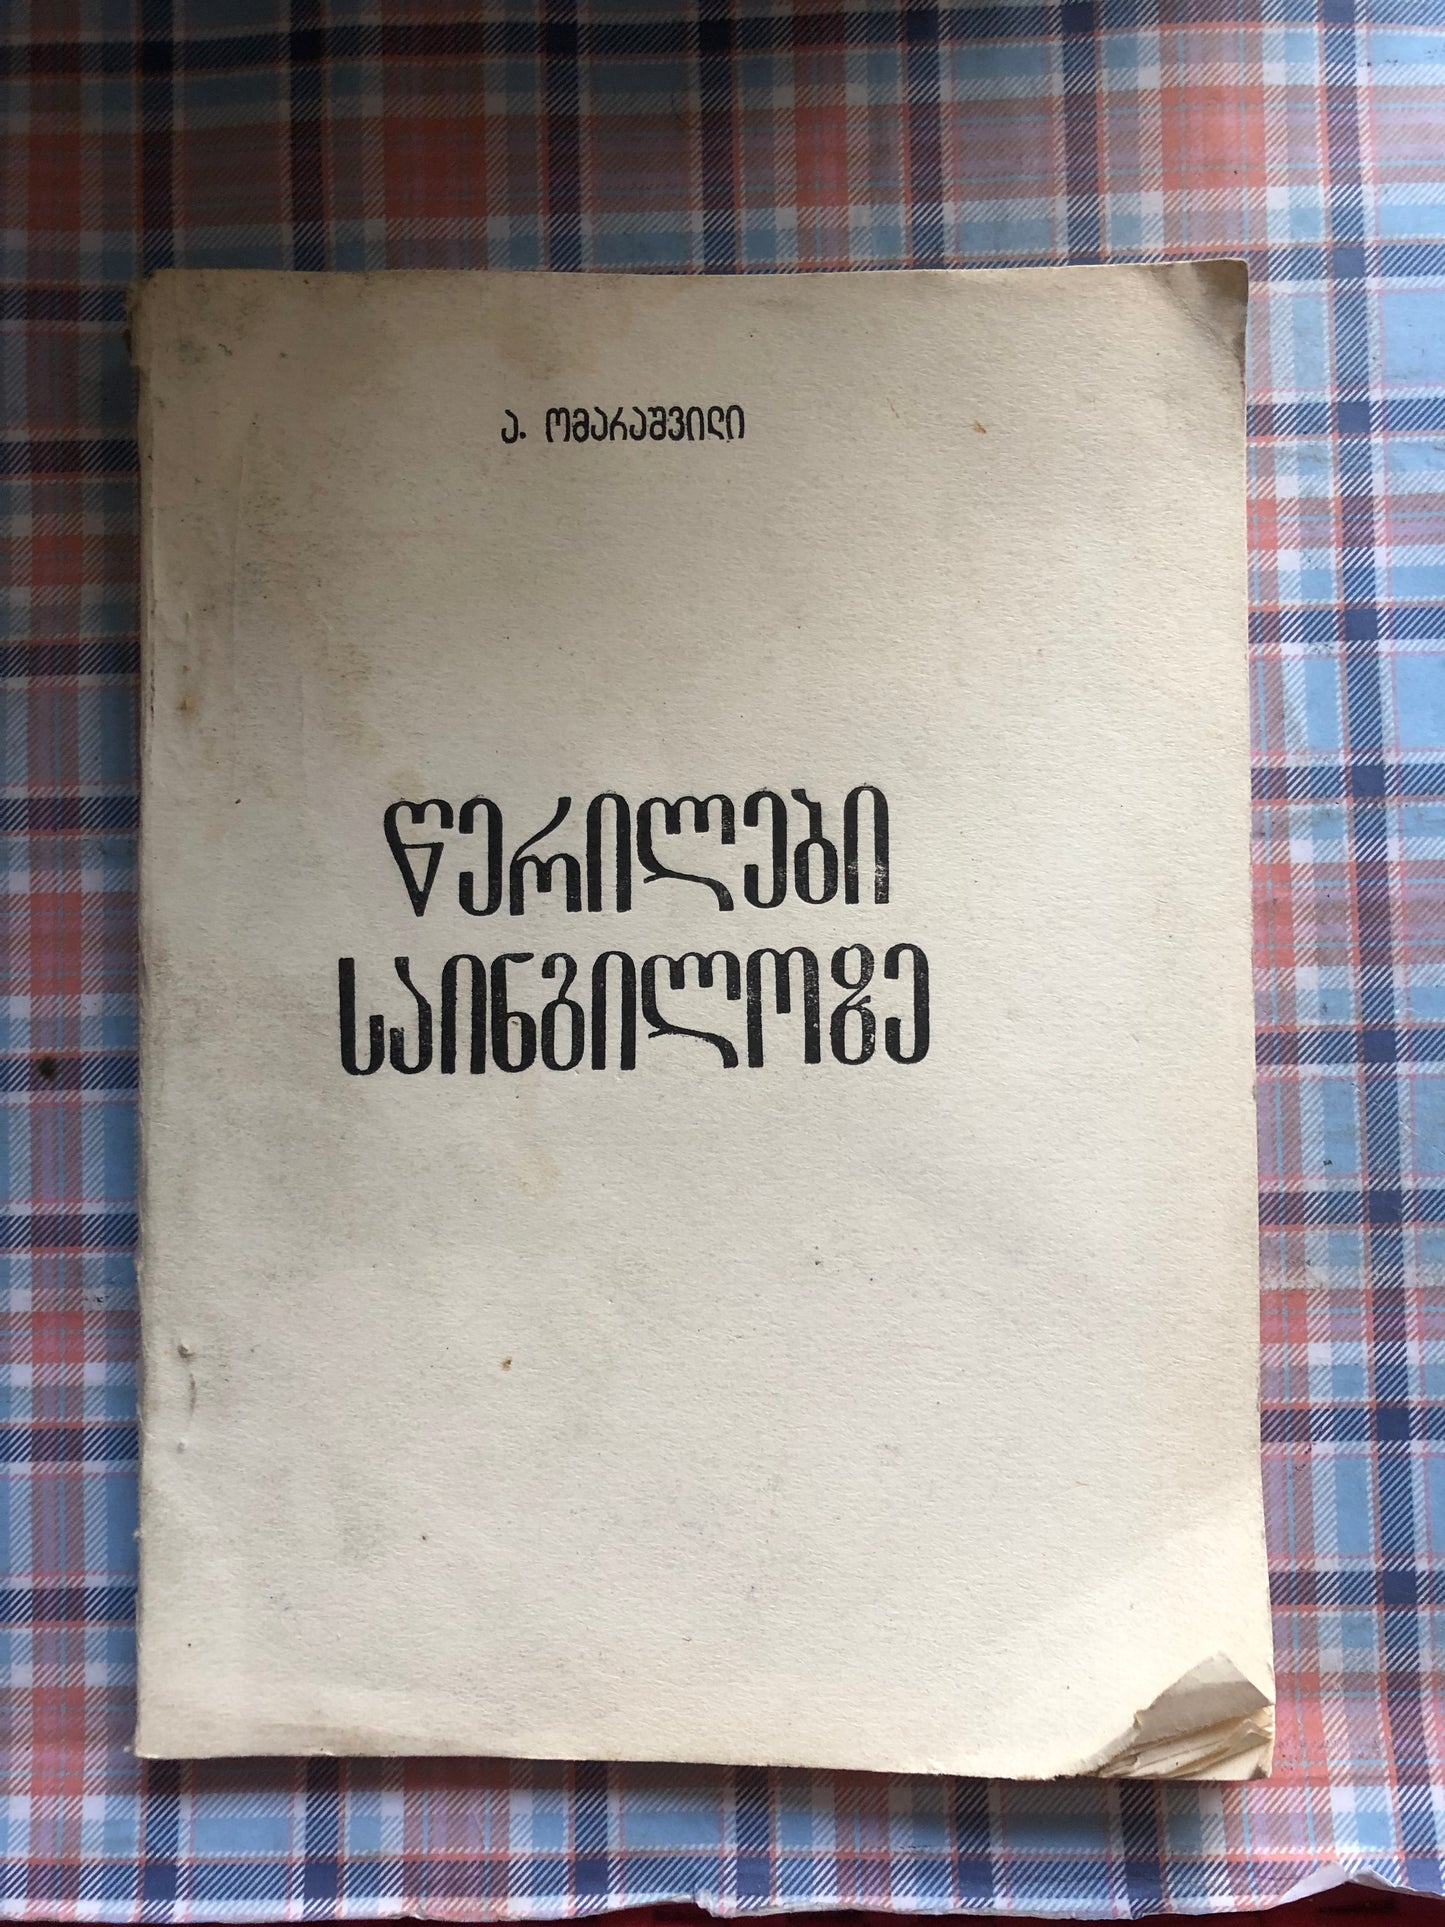 ა. ომარაშვილი
წერილები
საინგილოზე